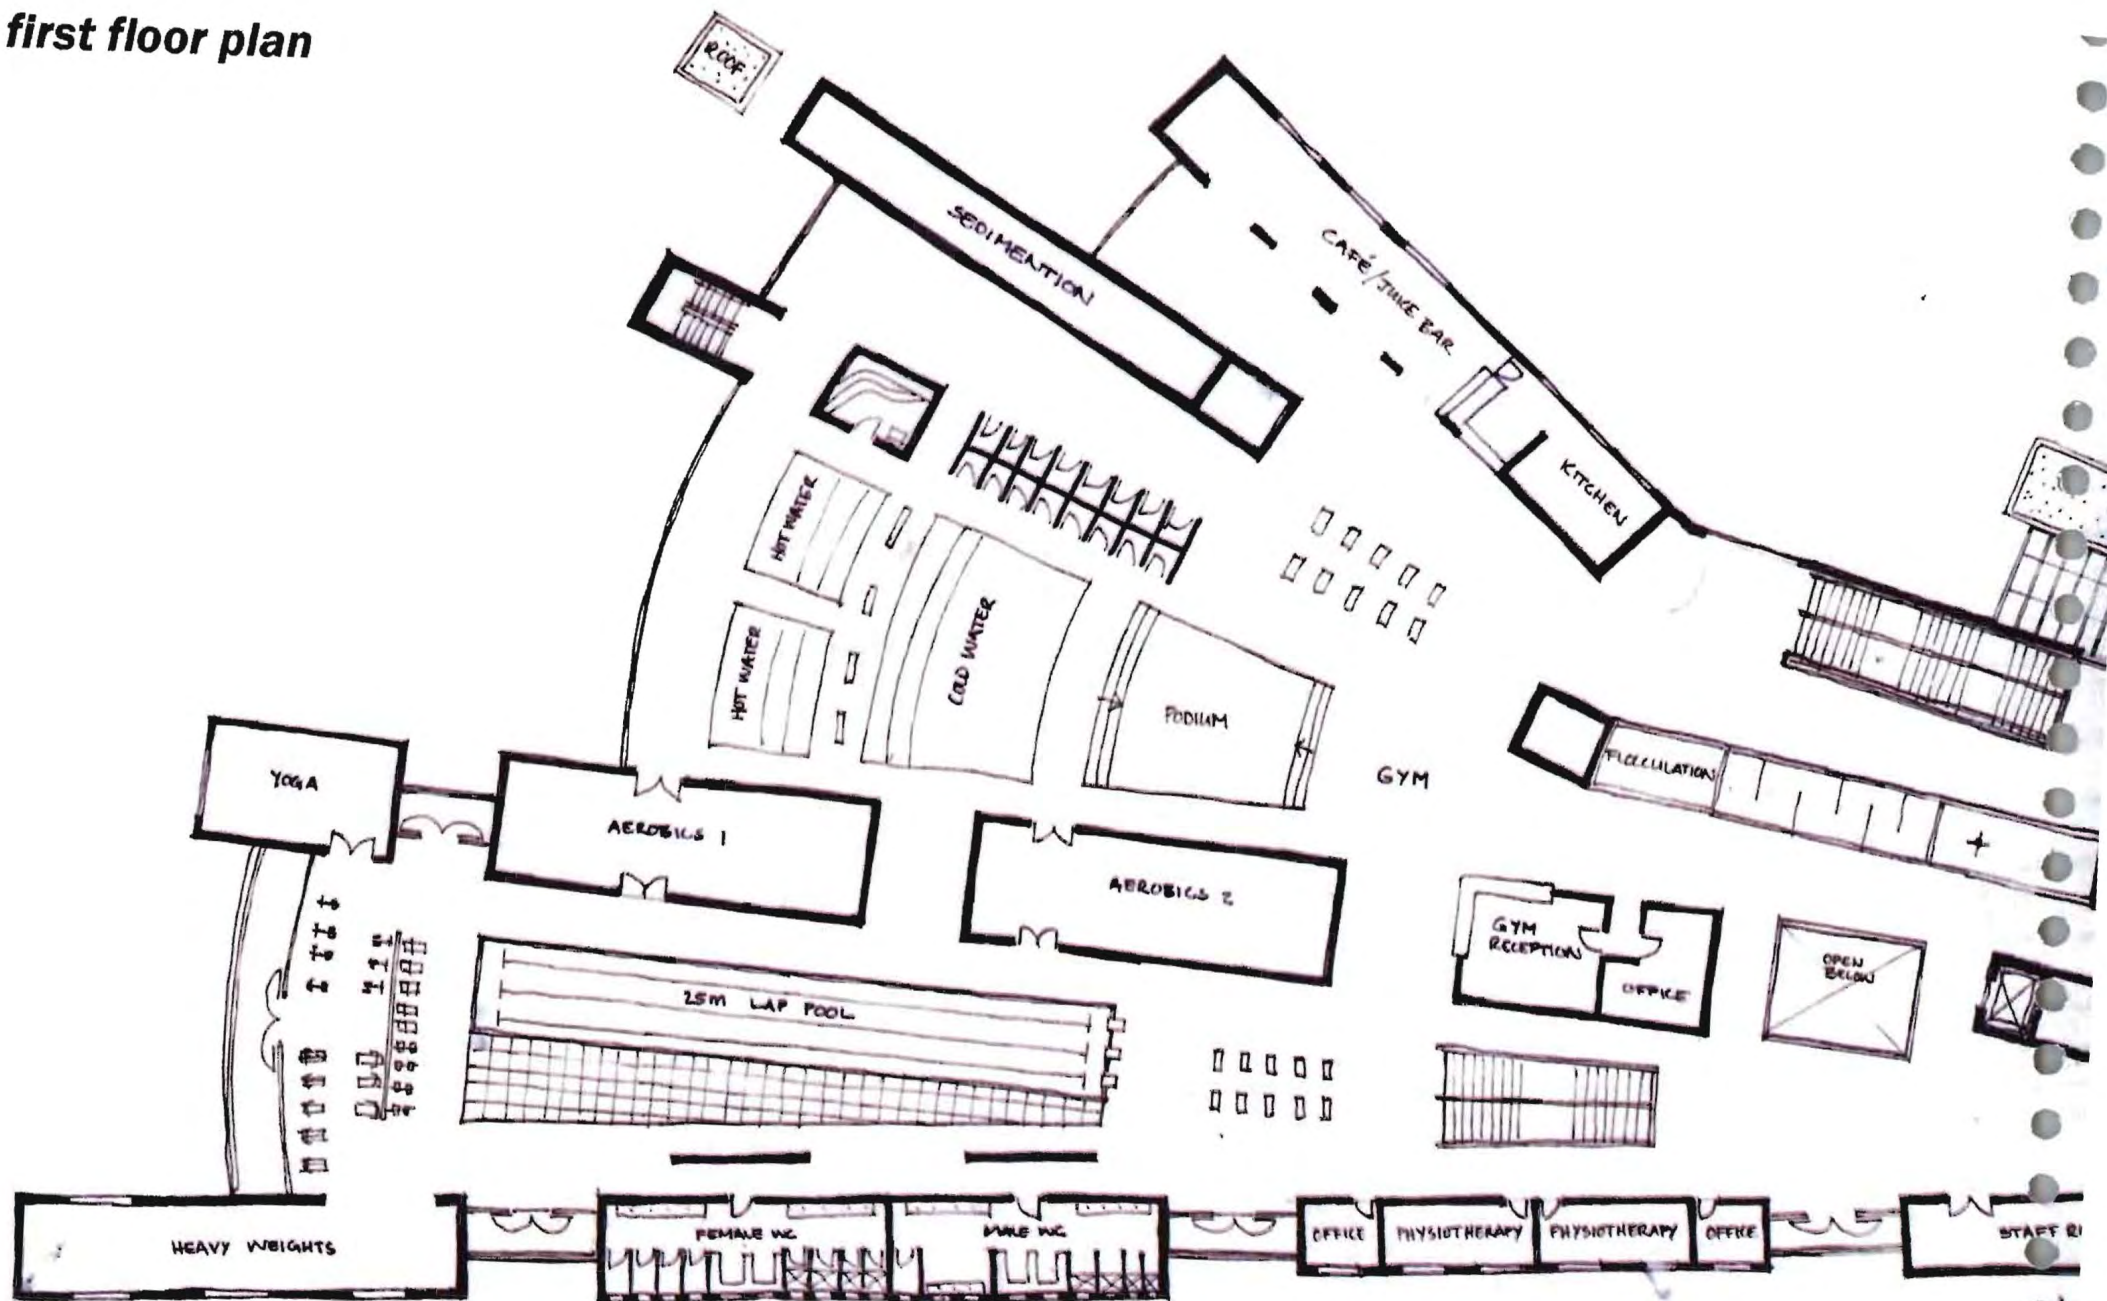 first floor plan
ROOF
SEDIMENTION
CAFÉ/JUICE BAR
KITCHEN
HOT WATER
HOT WATER
COLD WATER
PODIUM
GYM
FLOCCULATION
YOGA
AEROBICS 1
AEROBICS 2
GYM
RECEPTION
OFFICE
OPEN
BELOW
25M LAP POOL
HEAVY WEIGHTS
FEMALE WC
MALE WC
OFFICE
PHYSIOTHERAPY
PHYSIOTHERAPY
OFFICE
STAFF